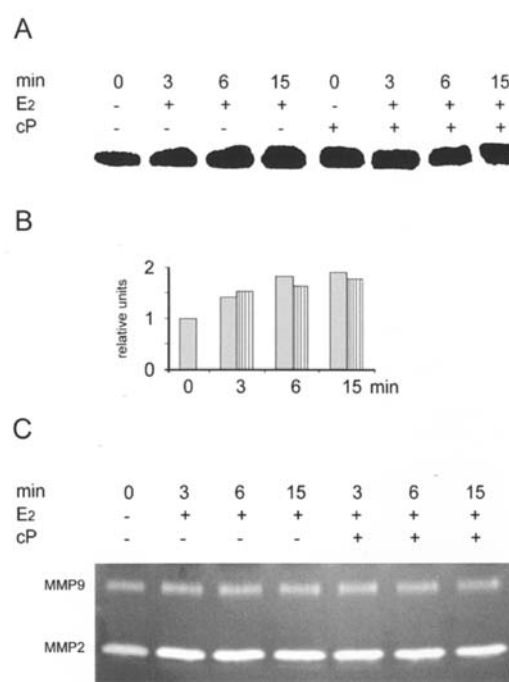 A
min 0 3 6 15 0 3 6 15
E2 - + + + - + + +
cP - - - - + + + +
B
relative units
2
1
0
0 3 6 15 min
C
min 0 3 6 15 3 6 15
E2 - + + + + + +
cP - - - - + + +
MMP9
MMP2